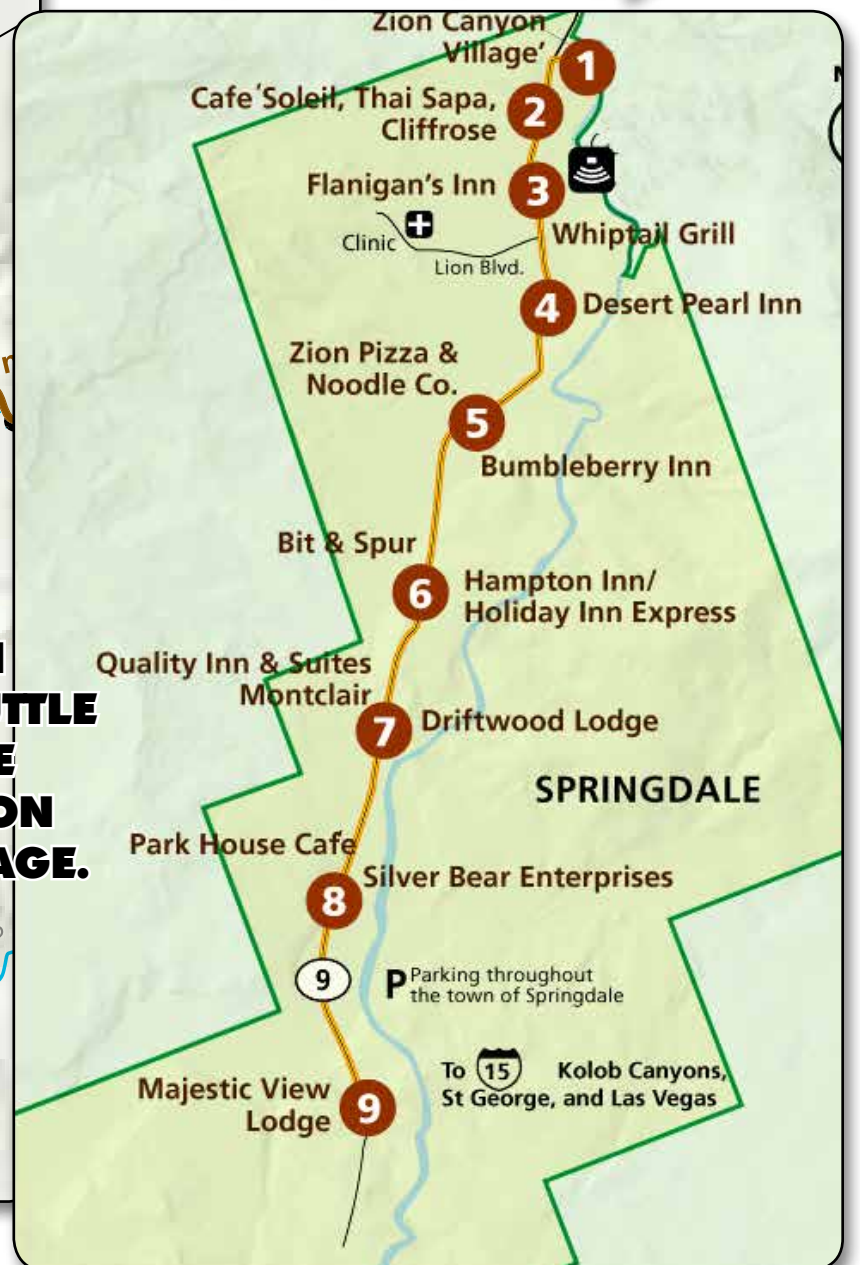 Zion Canyon
Village'
1
Cafe´Soleil, Thai Sapa,
Cliffrose
2
Flanigan's Inn
3
Clinic
Lion Blvd.
Whiptail Grill
4
Desert Pearl Inn
Zion Pizza &
Noodle Co.
5
Bumbleberry Inn
Bit & Spur
6
Hampton Inn/
Holiday Inn Express
Quality Inn & Suites
Montclair
7
Driftwood Lodge
SPRINGDALE
ON
AGE.
Park House Cafe
8
Silver Bear Enterprises
9
P Parking throughout
the town of Springdale
To 15 Kolob Canyons,
St George, and Las Vegas
Majestic View
Lodge
9